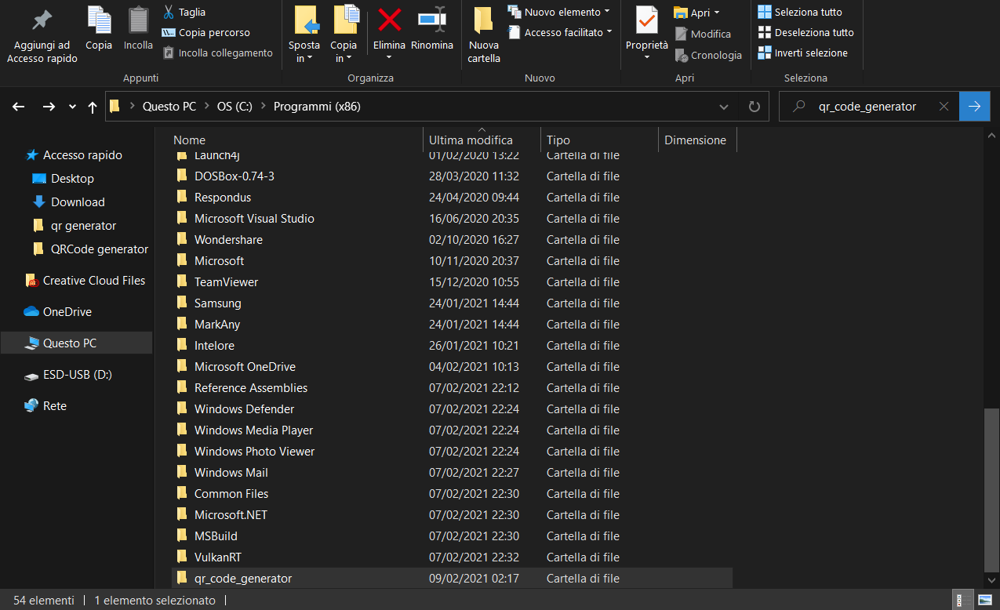 Aggiungi ad
Accesso rapido
Copia
Incolla
Taglia
Copia percorso
Incolla collegamento
Appunti
Sposta
in
Copia
in
Elimina
Rinomina
Organizza
Nuova
cartella
Nuovo elemento
Accesso facilitato
Nuovo
Proprietà
Apri
Modifica
Cronologia
Apri
Seleziona tutto
Deseleziona tutto
Inverti selezione
Seleziona
Questo PC > OS (C:) > Programmi (x86)
qr_code_generator
Accesso rapido
Desktop
Download
qr generator
QRCode generator
Creative Cloud Files
OneDrive
Questo PC
ESD-USB (D:)
Rete
Nome Ultima modifica Tipo Dimensione
Launch4j 01/02/2020 13:22 Cartella di file
DOSBox-0.74-3 28/03/2020 11:32 Cartella di file
Respondus 24/04/2020 09:44 Cartella di file
Microsoft Visual Studio 16/06/2020 20:35 Cartella di file
Wondershare 02/10/2020 16:27 Cartella di file
Microsoft 10/11/2020 20:37 Cartella di file
TeamViewer 15/12/2020 10:55 Cartella di file
Samsung 24/01/2021 14:44 Cartella di file
MarkAny 24/01/2021 14:44 Cartella di file
Intelore 26/01/2021 10:21 Cartella di file
Microsoft OneDrive 04/02/2021 10:13 Cartella di file
Reference Assemblies 07/02/2021 22:12 Cartella di file
Windows Defender 07/02/2021 22:24 Cartella di file
Windows Media Player 07/02/2021 22:24 Cartella di file
Windows Photo Viewer 07/02/2021 22:24 Cartella di file
Windows Mail 07/02/2021 22:27 Cartella di file
Common Files 07/02/2021 22:30 Cartella di file
Microsoft.NET 07/02/2021 22:30 Cartella di file
MSBuild 07/02/2021 22:30 Cartella di file
VulkanRT 07/02/2021 22:32 Cartella di file
qr_code_generator 09/02/2021 02:17 Cartella di file
54 elementi 1 elemento selezionato